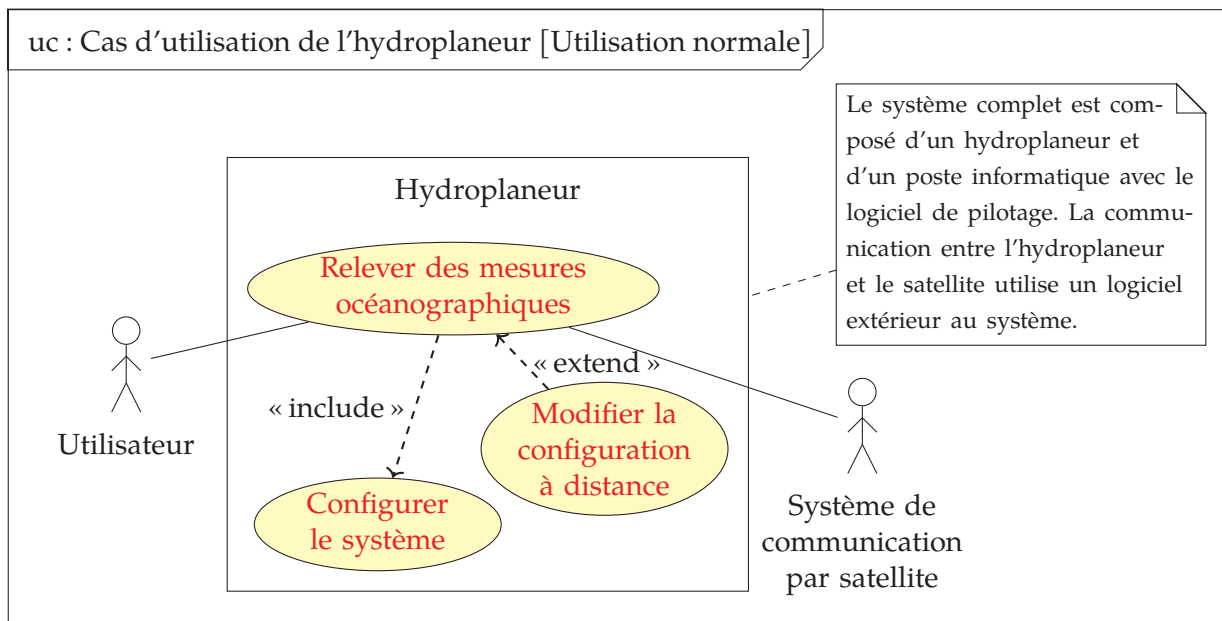 uc : Cas d’utilisation de l’hydroplaneur [Utilisation normale]
Le système complet est com-
posé d’un hydroplaneur et
d’un poste informatique avec le
logiciel de pilotage. La commu-
nication entre l’hydroplaneur
et le satellite utilise un logiciel
extérieur au système.
Hydroplaneur
Relever des mesures
océanographiques
« extend »
« include »
Modifier la
configuration
à distance
Utilisateur
Configurer
le système
Système de
communication
par satellite